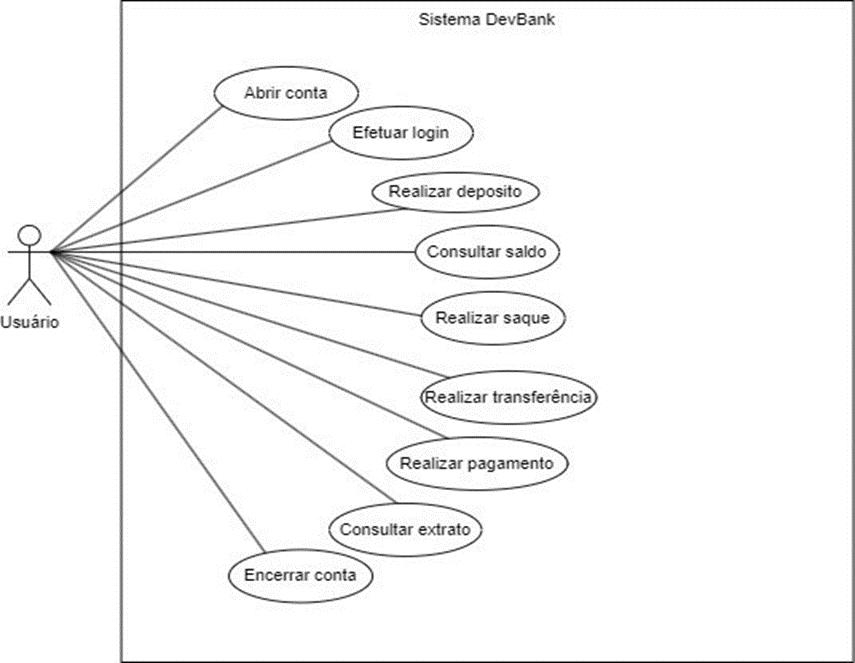 Sistema DevBank
Abrir conta
Efetuar login
Realizar deposito
Consultar saldo
Realizar saque
Usuário
Realizar transferência
Realizar pagamento
Consultar extrato
Encerrar conta